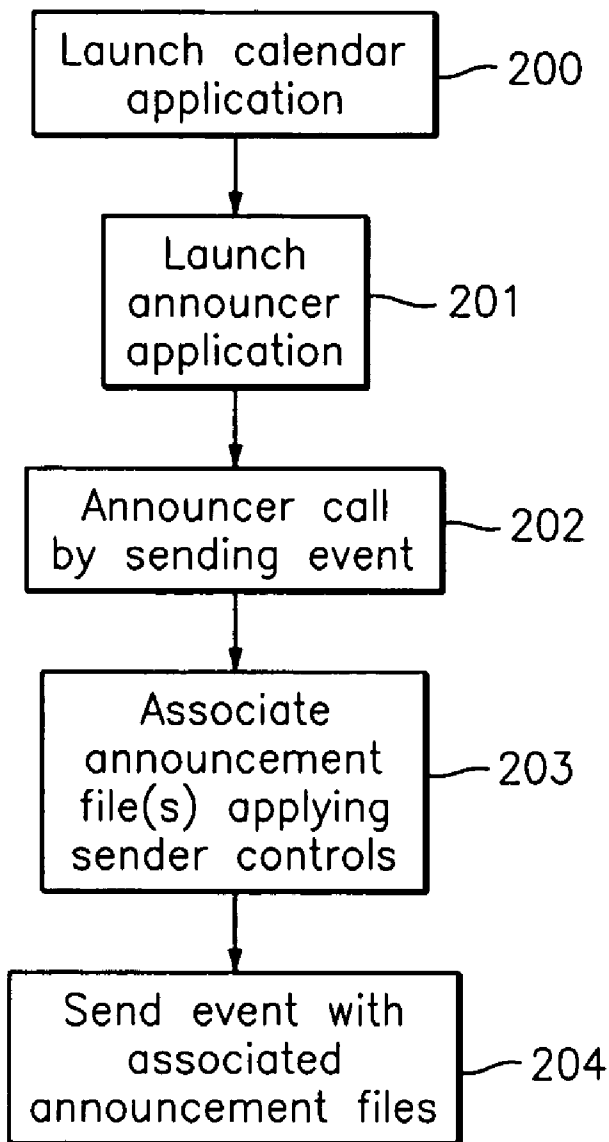 Launch calendar
application
200
Launch
announcer
application
201
Announcer call
by sending event
202
Associate
announcement
file(s) applying
sender controls
203
Send event with
associated
announcement files
204